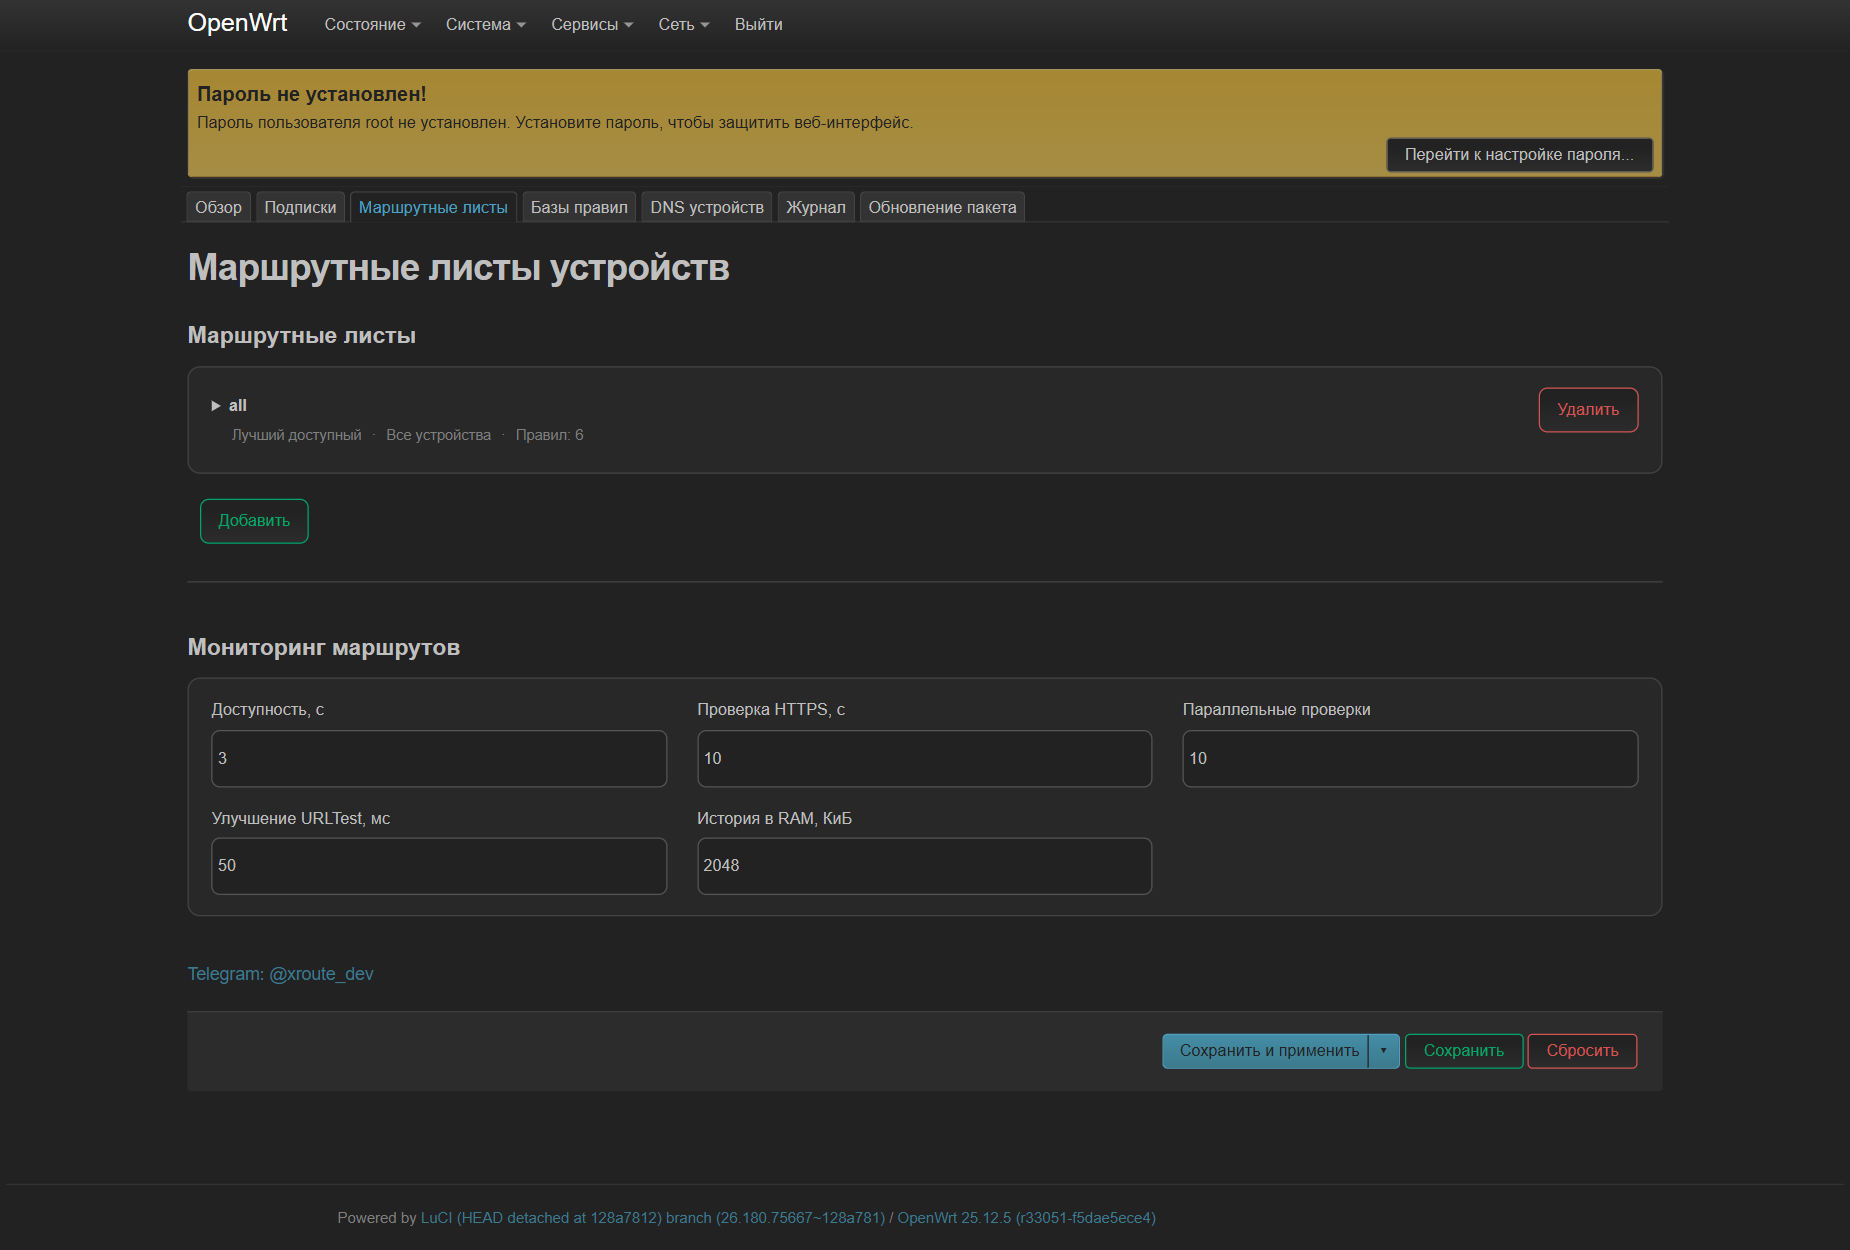 OpenWrt Состояние Система Сервисы Сеть Выйти
Пароль не установлен!
Пароль пользователя root не установлен. Установите пароль, чтобы защитить веб-интерфейс.
Перейти к настройке пароля...
Обзор Подписки Маршрутные листы Базы правил DNS устройств Журнал Обновление пакета
Маршрутные листы устройств
Маршрутные листы
all
Удалить
Лучший доступный · Все устройства · Правил: 6
Добавить
Мониторинг маршрутов
Доступность, с Проверка HTTPS, с Параллельные проверки
3 10 10
Улучшение URLTest, мс История в RAM, КиБ
50 2048
Telegram: @xroute_dev
Сохранить и применить Сохранить Сбросить
Powered by LuCI (HEAD detached at 128a7812) branch (26.180.75667~128a781) / OpenWrt 25.12.5 (r33051-f5dae5ece4)